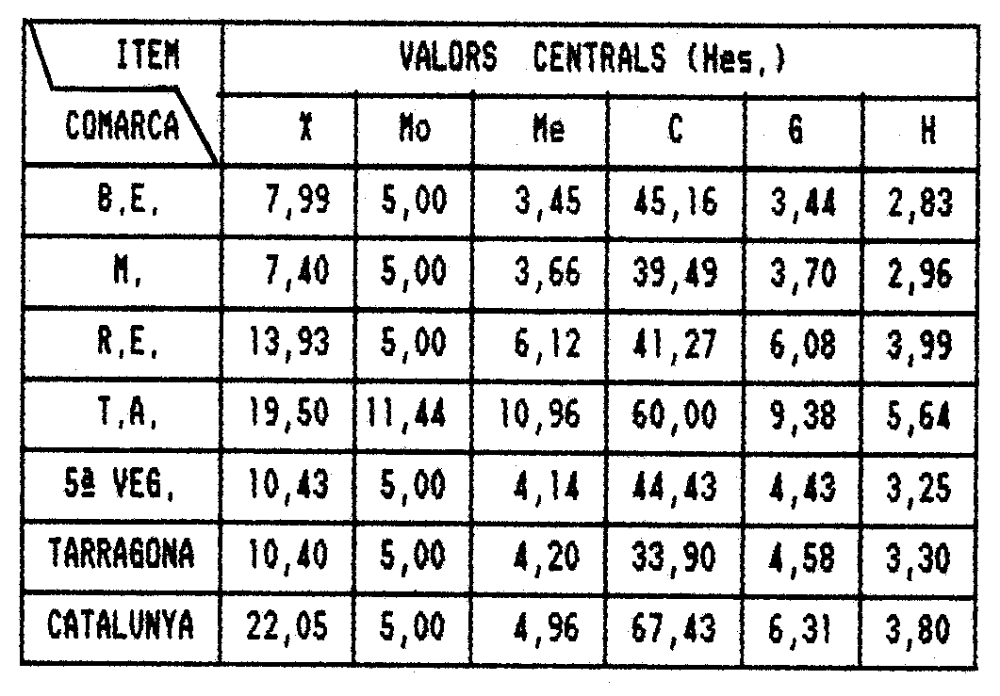 ITEM VALORS CENTRALS (Hes.)
COMARCA X̄ Mo Me C G H
B.E. 7,99 5,00 3,45 45,16 3,44 2,83
M. 7,40 5,00 3,66 39,49 3,70 2,96
R.E. 13,93 5,00 6,12 41,27 6,08 3,99
T.A. 19,50 11,44 10,96 60,00 9,38 5,64
5ª VEG. 10,43 5,00 4,14 44,43 4,43 3,25
TARRAGONA 10,40 5,00 4,20 33,90 4,58 3,30
CATALUNYA 22,05 5,00 4,96 67,43 6,31 3,80